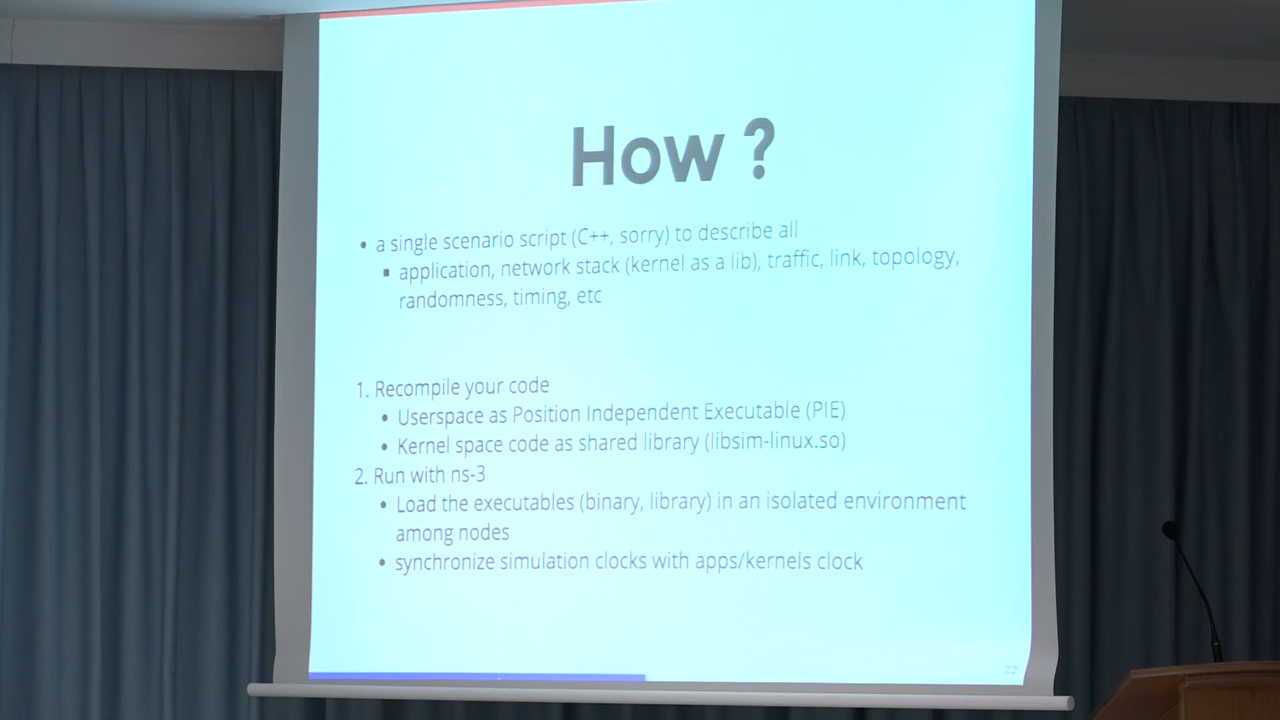 How ?
• a single scenario script (C++, sorry) to describe all
▪ application, network stack (kernel as a lib), traffic, link, topology,
randomness, timing, etc
1. Recompile your code
• Userspace as Position Independent Executable (PIE)
• Kernel space code as shared library (libsim-linux.so)
2. Run with ns-3
• Load the executables (binary, library) in an isolated environment
among nodes
• synchronize simulation clocks with apps/kernels clock
22